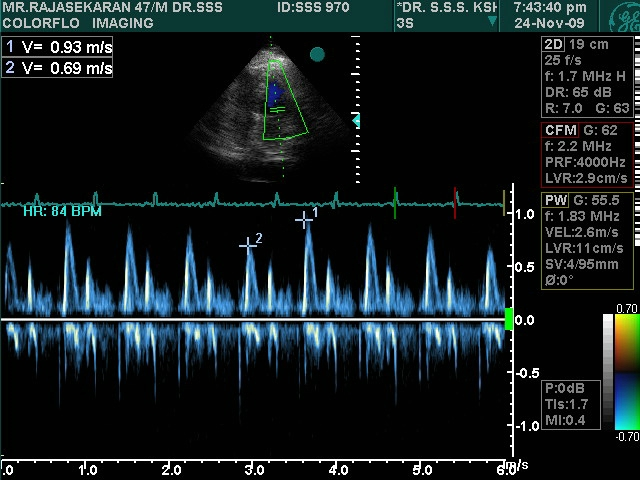 MR.RAJASEKARAN 47/M DR.SSS ID:SSS 970 *DR. S.S.S. KSH 7:43:40 pm
COLORFLO IMAGING 3S 24-Nov-09
1 V= 0.93 m/s
2 V= 0.69 m/s
2D 19 cm
25 f/s
f: 1.7 MHz H
DR: 65 dB
R: 7.0 G: 63
CFM G: 62
f: 2.2 MHz
PRF:4000Hz
LVR:2.9cm/s
PW G: 55.5
f: 1.83 MHz
VEL:2.6m/s
LVR:11cm/s
SV:4/95mm
Ø:0°
HR: 84 BPM
1
2
1.0
0.5
0.0
-0.5
-1.0
m/s
0.70
-0.70
P:0dB
TIs:1.7
MI:0.4
.0 1.0 2.0 3.0 4.0 5.0 6.0